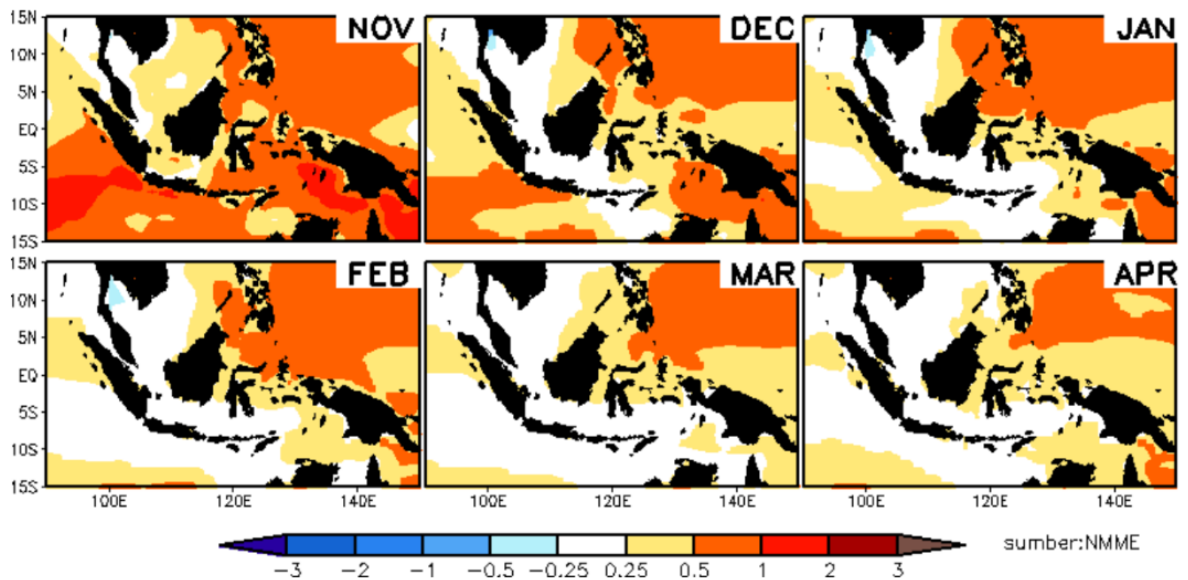 15N NOV DEC JAN
10N
5N
EQ
5S
10S
15S
15N FEB MAR APR
10N
5N
EQ
5S
10S
15S
100E 120E 140E 100E 120E 140E 100E 120E 140E
-3 -2 -1 -0.5 -0.25 0.25 0.5 1 2 3 sumber:NMME